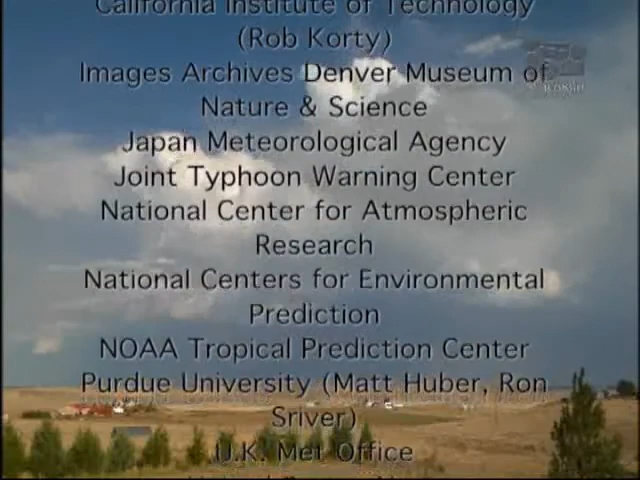 California Institute of Technology
(Rob Korty)
Images Archives Denver Museum of
Nature & Science
Japan Meteorological Agency
Joint Typhoon Warning Center
National Center for Atmospheric
Research
National Centers for Environmental
Prediction
NOAA Tropical Prediction Center
Purdue University (Matt Huber, Ron
Sriver)
U.K. Met Office